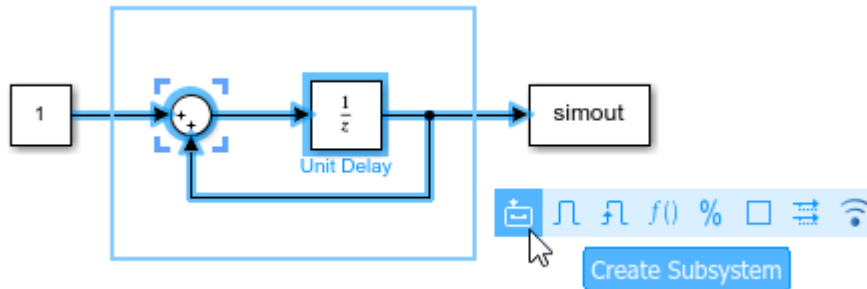 1
++
1
z
simout
Unit Delay
f()
%
Create Subsystem